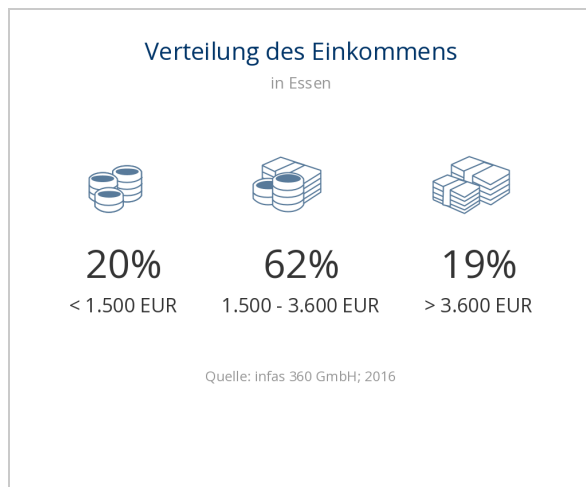 Verteilung des Einkommens
in Essen
20% 62% 19%
< 1.500 EUR 1.500 - 3.600 EUR > 3.600 EUR
Quelle: infas 360 GmbH; 2016